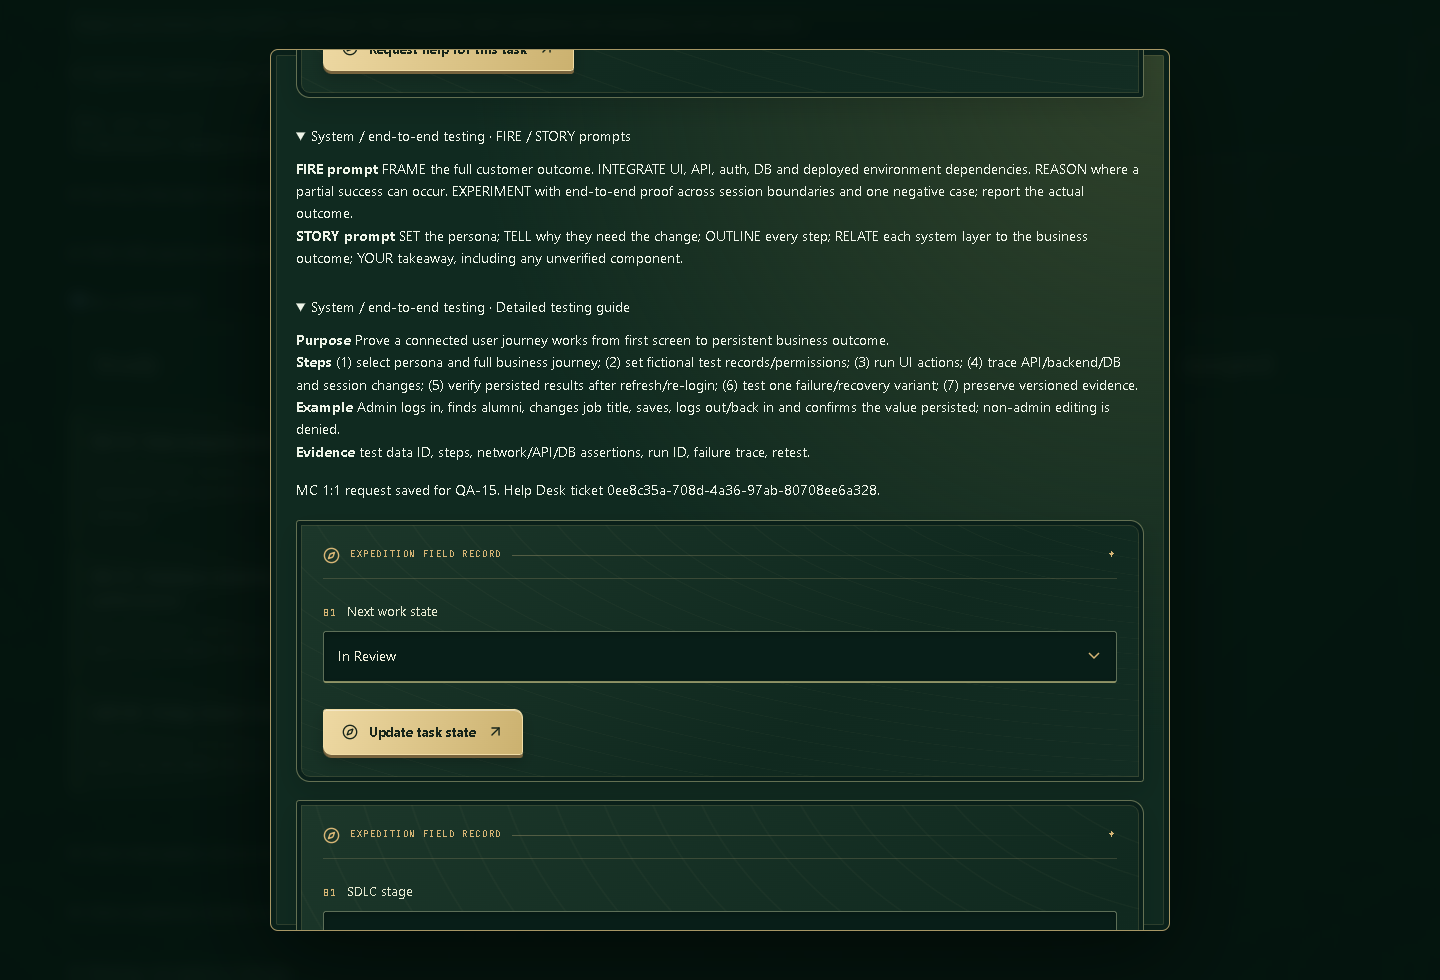 Request help for this task
System / end-to-end testing · FIRE / STORY prompts
FIRE prompt FRAME the full customer outcome. INTEGRATE UI, API, auth, DB and deployed environment dependencies. REASON where a
partial success can occur. EXPERIMENT with end-to-end proof across session boundaries and one negative case; report the actual
outcome.
STORY prompt SET the persona; TELL why they need the change; OUTLINE every step; RELATE each system layer to the business
outcome; YOUR takeaway, including any unverified component.
System / end-to-end testing · Detailed testing guide
Purpose Prove a connected user journey works from first screen to persistent business outcome.
Steps (1) select persona and full business journey; (2) set fictional test records/permissions; (3) run UI actions; (4) trace API/backend/DB
and session changes; (5) verify persisted results after refresh/re-login; (6) test one failure/recovery variant; (7) preserve versioned evidence.
Example Admin logs in, finds alumni, changes job title, saves, logs out/back in and confirms the value persisted; non-admin editing is
denied.
Evidence test data ID, steps, network/API/DB assertions, run ID, failure trace, retest.
MC 1:1 request saved for QA-15. Help Desk ticket 0ee8c35a-708d-4a36-97ab-80708ee6a328.
EXPEDITION FIELD RECORD
01 Next work state
In Review
Update task state
EXPEDITION FIELD RECORD
01 SDLC stage